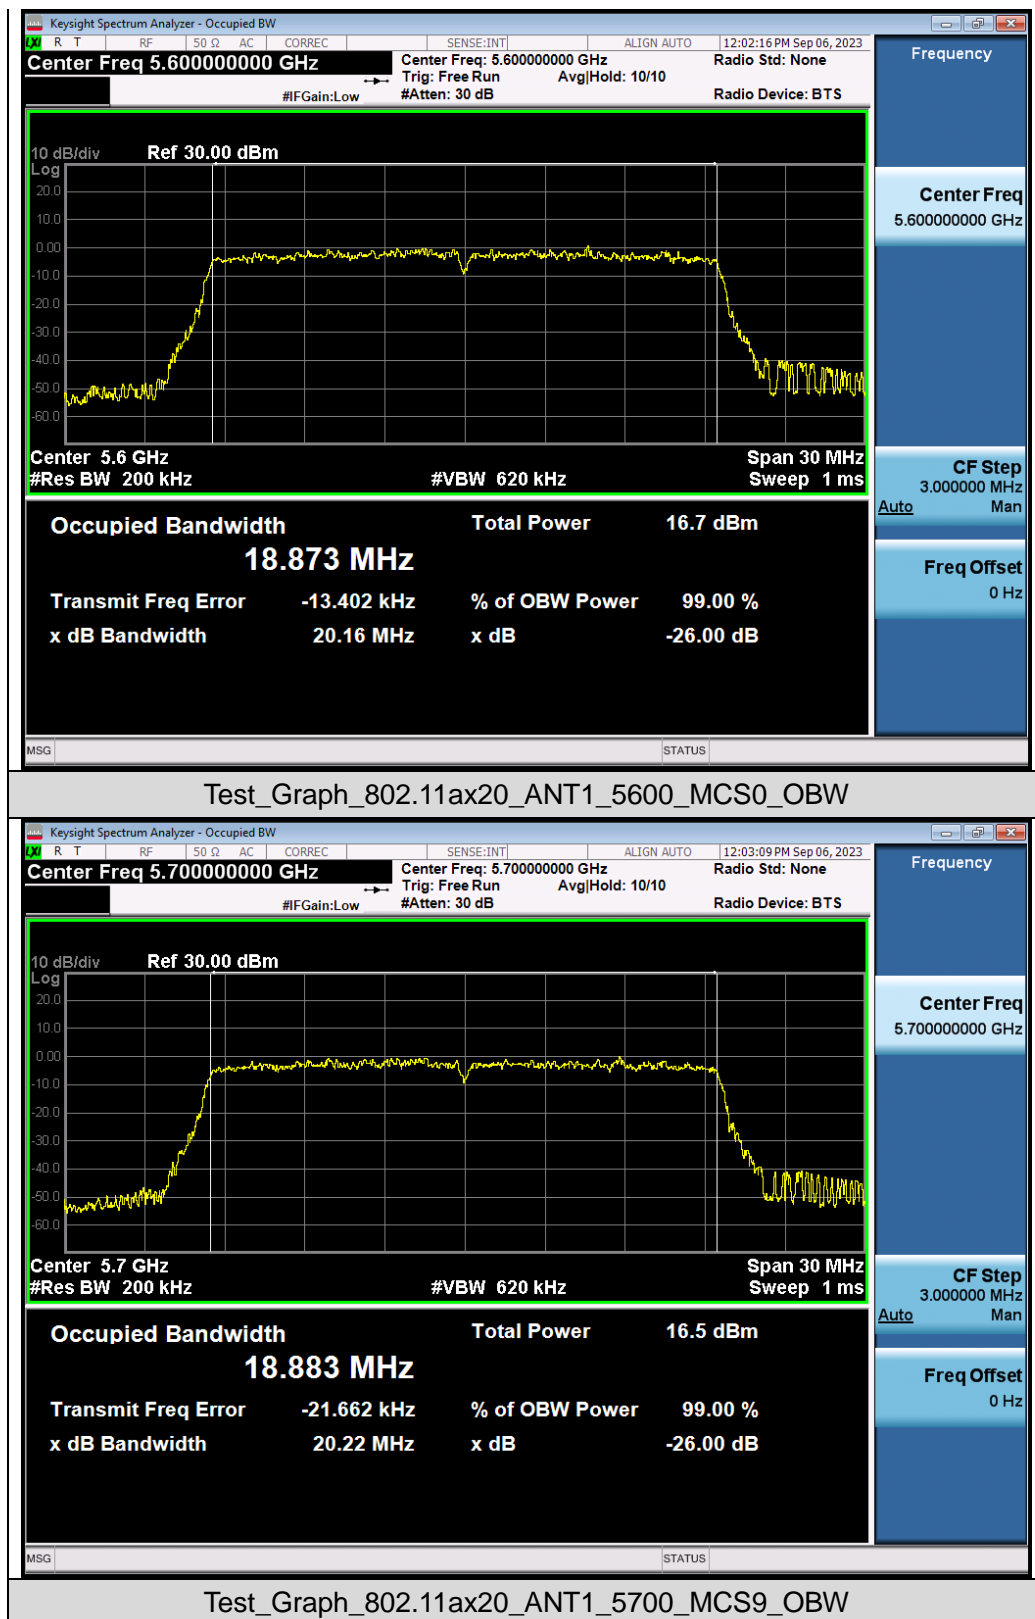 Keysight Spectrum Analyzer - Occupied BW
LXI R T RF 50 Ω AC CORREC SENSE:INT ALIGN AUTO 12:02:16 PM Sep 06, 2023
Center Freq 5.600000000 GHz
Center Freq: 5.600000000 GHz
Radio Std: None
Trig: Free Run Avg|Hold: 10/10
#IFGain:Low
#Atten: 30 dB
Radio Device: BTS
Frequency
10 dB/div Ref 30.00 dBm
Log
20.0
10.0
0.00
-10.0
-20.0
-30.0
-40.0
-50.0
-60.0
Center 5.6 GHz
Span 30 MHz
#Res BW 200 kHz
#VBW 620 kHz
Sweep 1 ms
Center Freq
5.600000000 GHz
CF Step
3.000000 MHz
Auto Man
Freq Offset
0 Hz
Occupied Bandwidth
18.873 MHz
Total Power 16.7 dBm
Transmit Freq Error -13.402 kHz
% of OBW Power 99.00 %
x dB Bandwidth 20.16 MHz
x dB -26.00 dB
MSG
STATUS
Test_Graph_802.11ax20_ANT1_5600_MCS0_OBW
Keysight Spectrum Analyzer - Occupied BW
LXI R T RF 50 Ω AC CORREC SENSE:INT ALIGN AUTO 12:03:09 PM Sep 06, 2023
Center Freq 5.700000000 GHz
Center Freq: 5.700000000 GHz
Radio Std: None
Trig: Free Run Avg|Hold: 10/10
#IFGain:Low
#Atten: 30 dB
Radio Device: BTS
Frequency
10 dB/div Ref 30.00 dBm
Log
20.0
10.0
0.00
-10.0
-20.0
-30.0
-40.0
-50.0
-60.0
Center 5.7 GHz
Span 30 MHz
#Res BW 200 kHz
#VBW 620 kHz
Sweep 1 ms
Center Freq
5.700000000 GHz
CF Step
3.000000 MHz
Auto Man
Freq Offset
0 Hz
Occupied Bandwidth
18.883 MHz
Total Power 16.5 dBm
Transmit Freq Error -21.662 kHz
% of OBW Power 99.00 %
x dB Bandwidth 20.22 MHz
x dB -26.00 dB
MSG
STATUS
Test_Graph_802.11ax20_ANT1_5700_MCS9_OBW